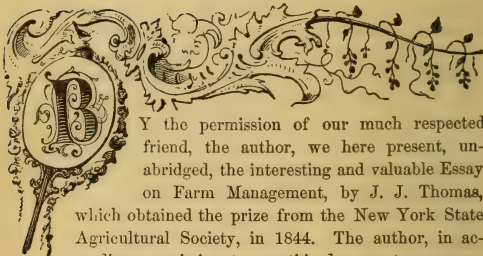 BY the permission of our much respected
friend, the author, we here present, un-
abridged, the interesting and valuable Essay
on Farm Management, by J. J. Thomas,
which obtained the prize from the New York State
Agricultural Society, in 1844. The author, in ac-